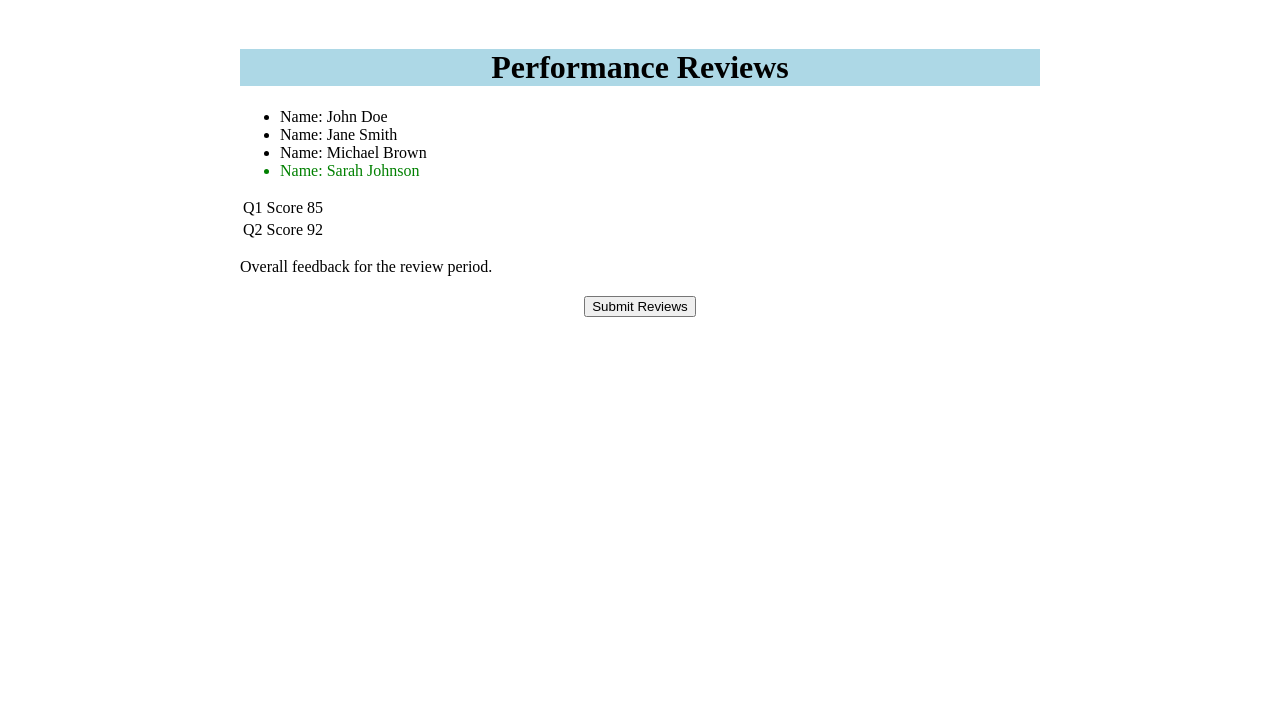 Performance Reviews
Name: John Doe
Name: Jane Smith
Name: Michael Brown
Name: Sarah Johnson
Q1 Score 85
Q2 Score 92
Overall feedback for the review period.
Submit Reviews